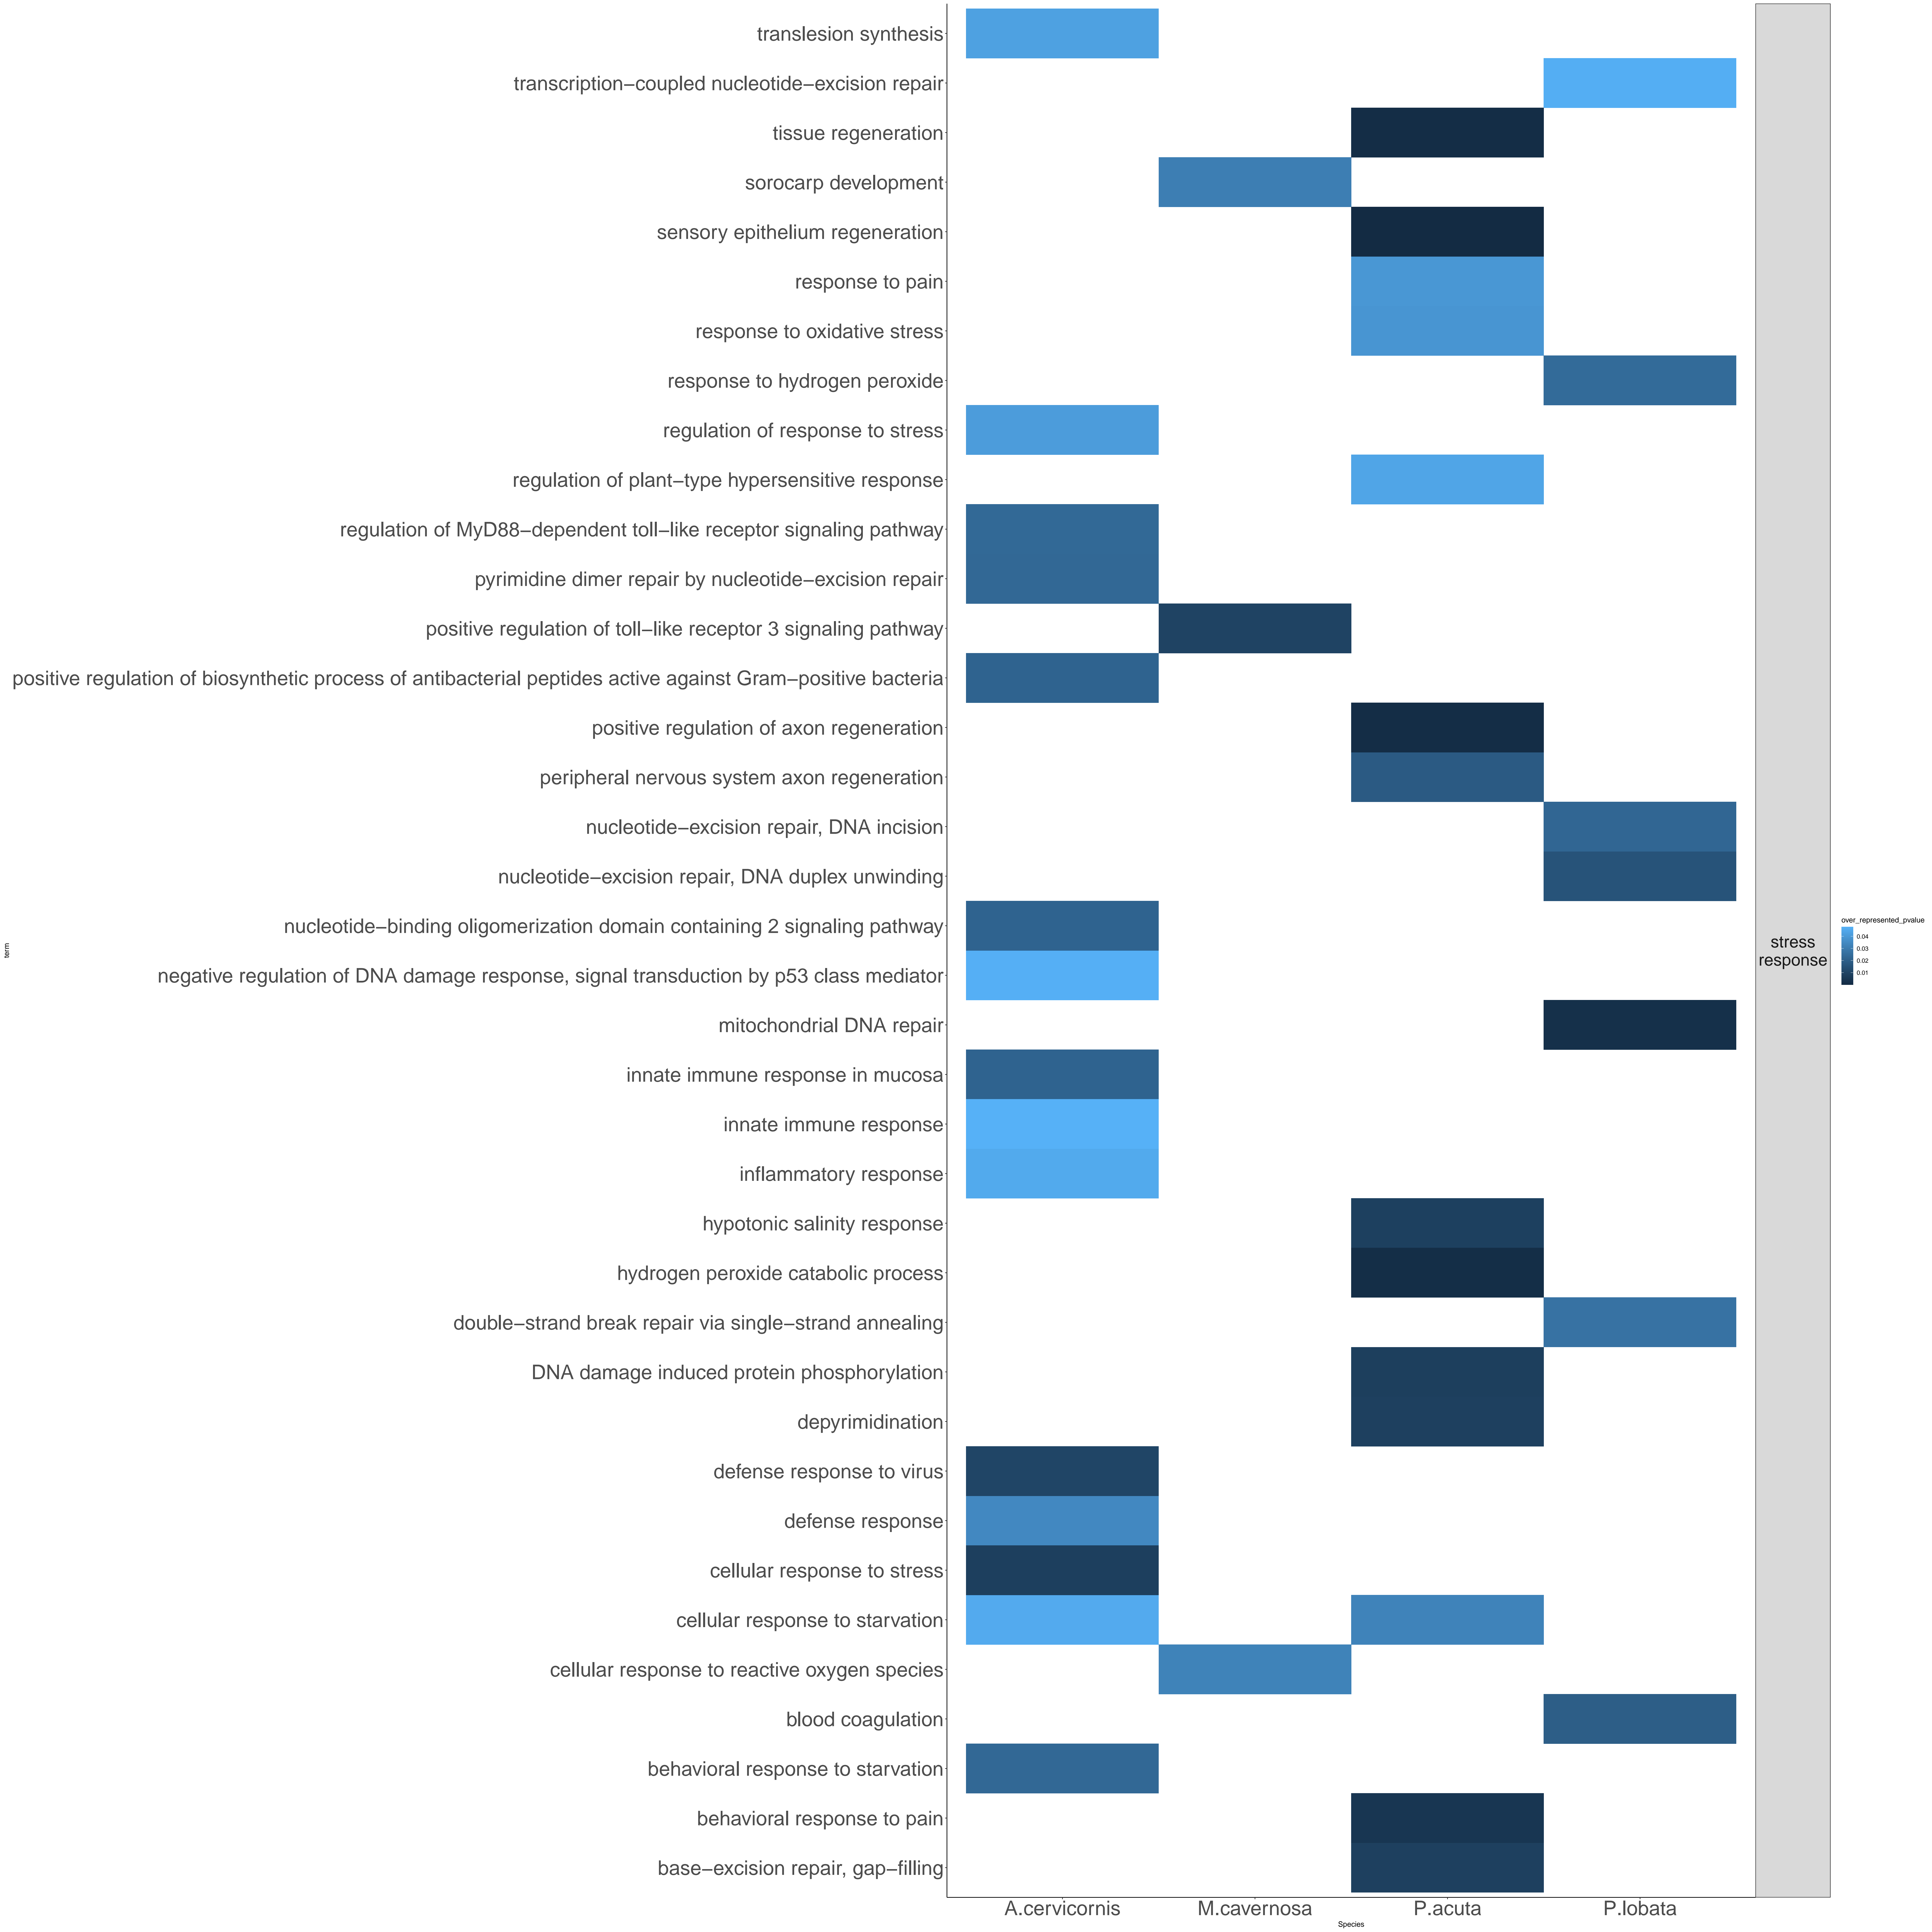 translesion synthesis
transcription−coupled nucleotide−excision repair
tissue regeneration
sorocarp development
sensory epithelium regeneration
response to pain
response to oxidative stress
response to hydrogen peroxide
regulation of response to stress
regulation of plant−type hypersensitive response
regulation of MyD88−dependent toll−like receptor signaling pathway
pyrimidine dimer repair by nucleotide−excision repair
positive regulation of toll−like receptor 3 signaling pathway
positive regulation of biosynthetic process of antibacterial peptides active against Gram−positive bacteria
positive regulation of axon regeneration
peripheral nervous system axon regeneration
nucleotide−excision repair, DNA incision
nucleotide−excision repair, DNA duplex unwinding
nucleotide−binding oligomerization domain containing 2 signaling pathway
negative regulation of DNA damage response, signal transduction by p53 class mediator
mitochondrial DNA repair
innate immune response in mucosa
innate immune response
inflammatory response
hypotonic salinity response
hydrogen peroxide catabolic process
double−strand break repair via single−strand annealing
DNA damage induced protein phosphorylation
depyrimidination
defense response to virus
defense response
cellular response to stress
cellular response to starvation
cellular response to reactive oxygen species
blood coagulation
behavioral response to starvation
behavioral response to pain
base−excision repair, gap−filling
term
A.cervicornis
M.cavernosa
P.acuta
P.lobata
Species
stress
response
over_represented_pvalue
0.04
0.03
0.02
0.01